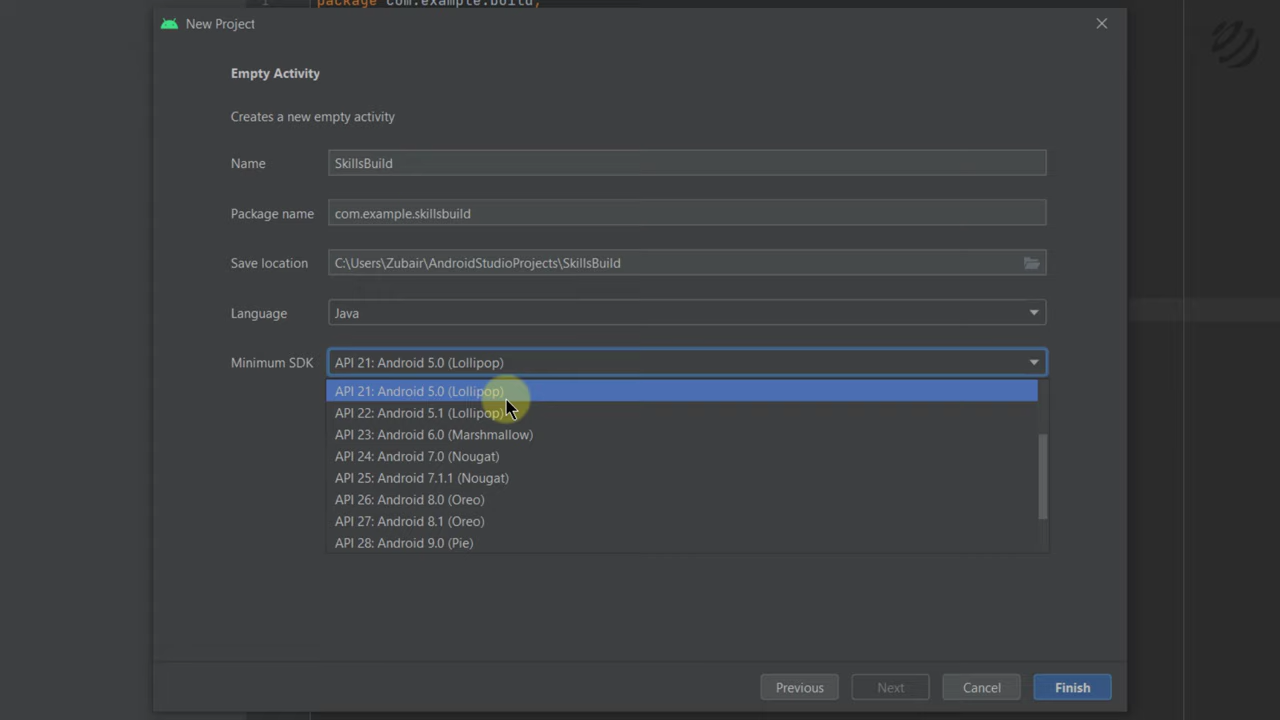 package com.example.build;
New Project
Empty Activity
Creates a new empty activity
Name SkillsBuild
Package name com.example.skillsbuild
Save location C:\Users\Zubair\AndroidStudioProjects\SkillsBuild
Language Java
Minimum SDK API 21: Android 5.0 (Lollipop)
API 21: Android 5.0 (Lollipop)
API 22: Android 5.1 (Lollipop)
API 23: Android 6.0 (Marshmallow)
API 24: Android 7.0 (Nougat)
API 25: Android 7.1.1 (Nougat)
API 26: Android 8.0 (Oreo)
API 27: Android 8.1 (Oreo)
API 28: Android 9.0 (Pie)
Previous Next Cancel Finish